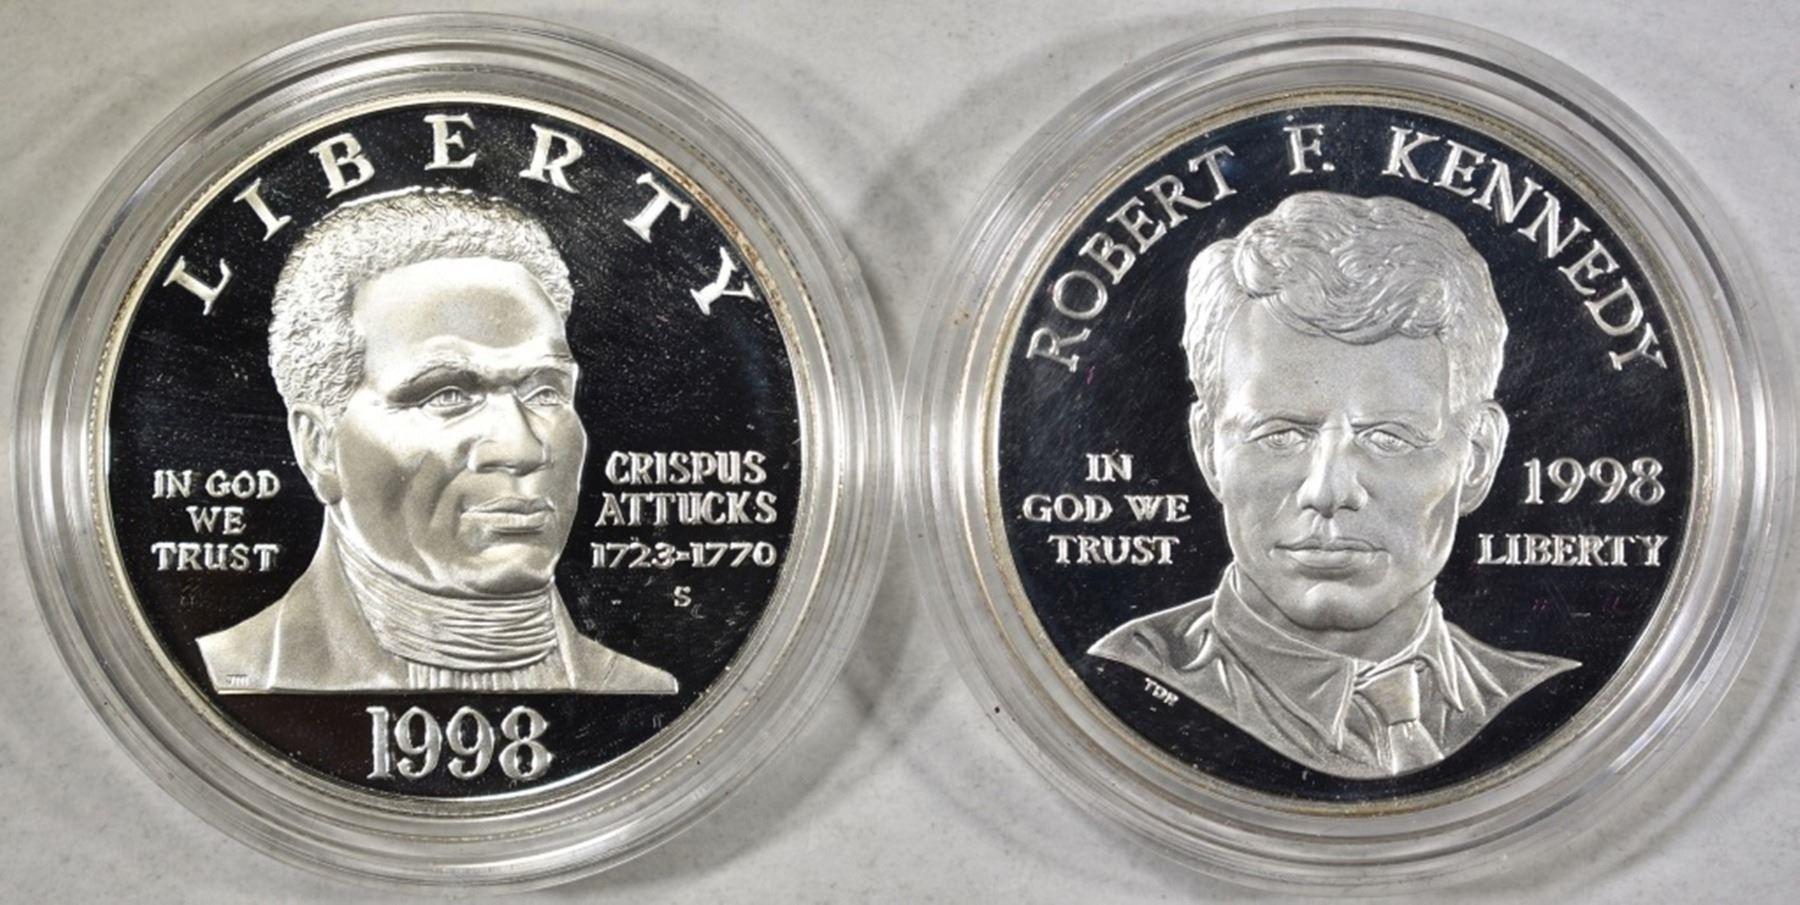 LIBERTY
IN GOD
WE
TRUST
CRISPUS
ATTUCKS
1723-1770
S
1998
ROBERT F. KENNEDY
IN
GOD WE
TRUST
1998
LIBERTY
TDR